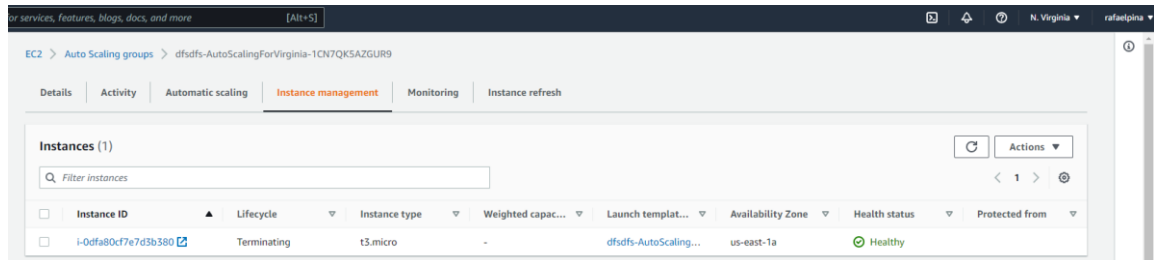 for services, features, blogs, docs, and more [Alt+S] N. Virginia ▼ rafaelpina ▼
EC2 > Auto Scaling groups > dfsdfs-AutoScalingForVirginia-1CN7QK5AZGUR9
Details Activity Automatic scaling Instance management Monitoring Instance refresh
Instances (1) Actions ▼
Filter instances < 1 >
Instance ID ▲ Lifecycle Instance type Weighted capac... Launch templat... Availability Zone Health status Protected from
i-0dfa80cf7e7d3b380 Terminating t3.micro - dfsdfs-AutoScaling... us-east-1a Healthy